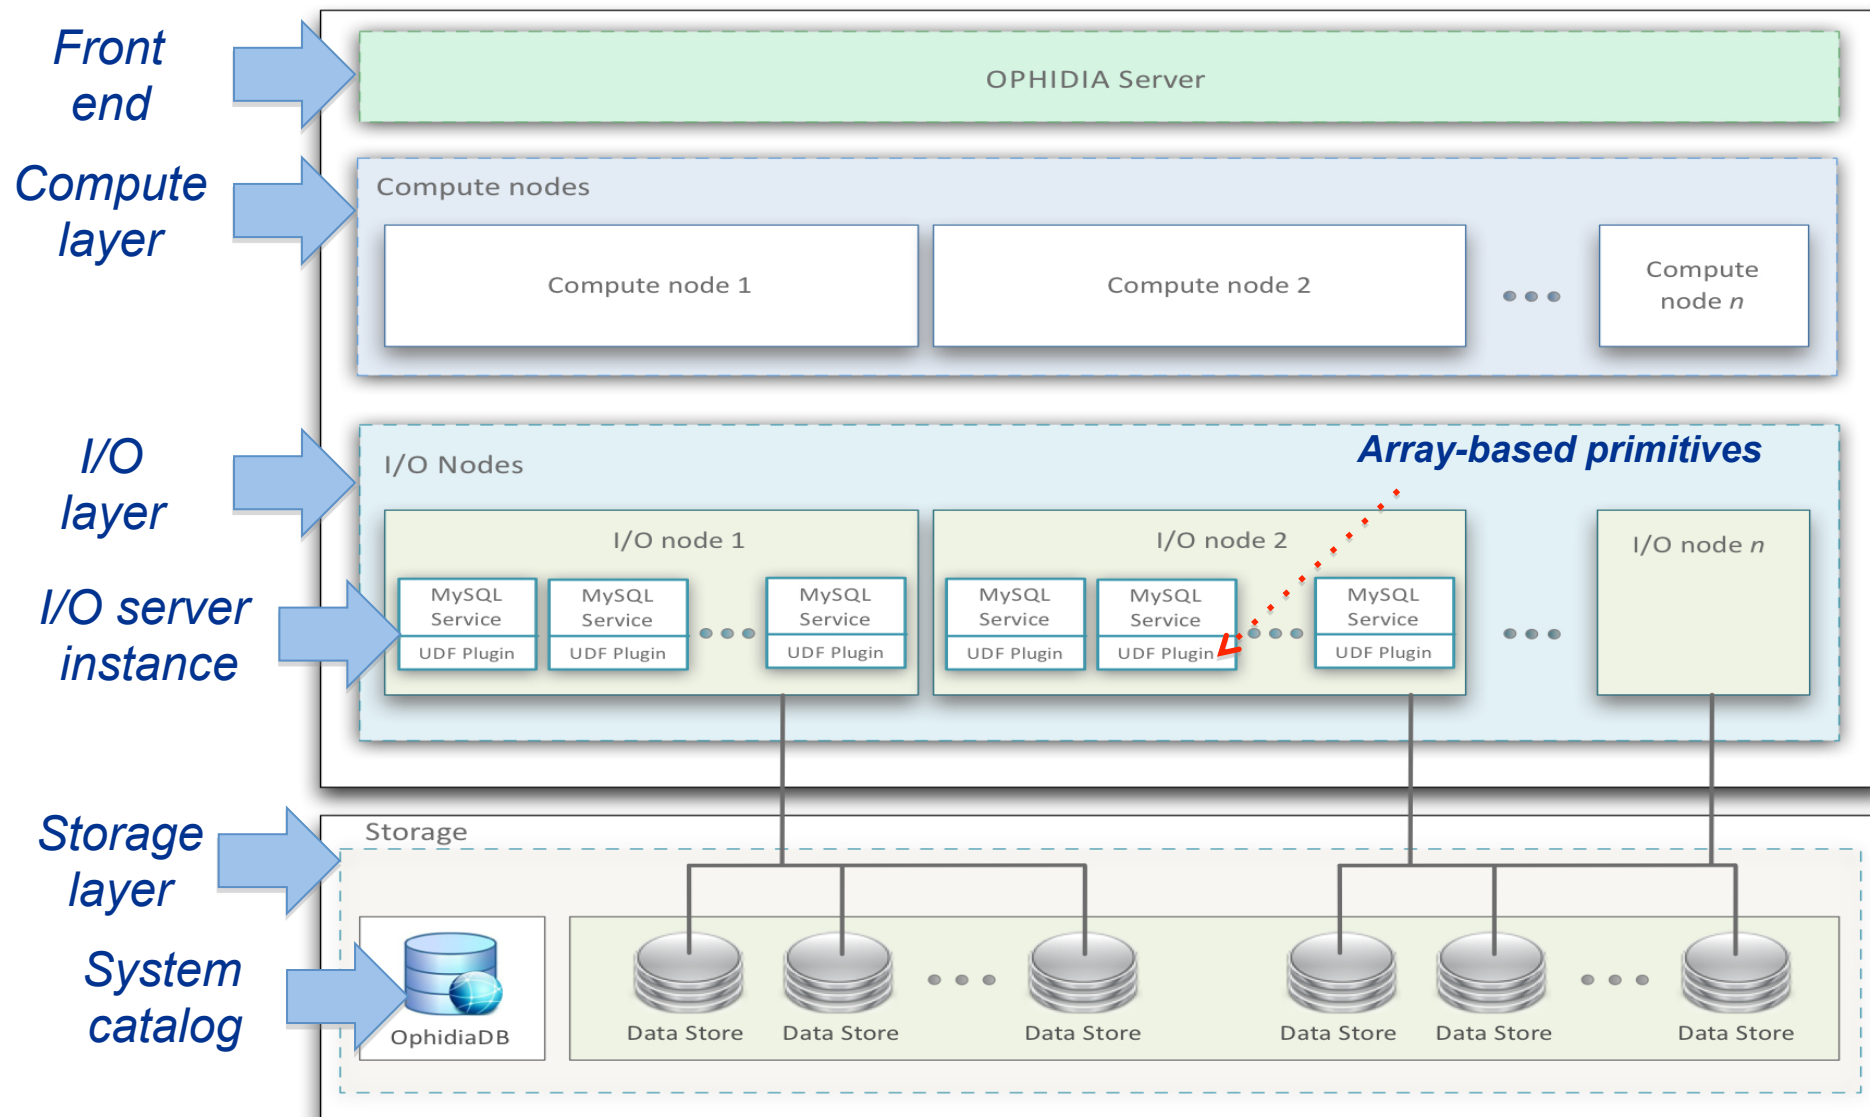 Front
end
OPHIDIA Server
Compute
layer
Compute nodes
Compute node 1
Compute node 2
Compute
node n
I/O
layer
I/O Nodes
Array-based primitives
I/O node 1
I/O node 2
I/O node n
I/O server
instance
MySQL
Service
UDF Plugin
MySQL
Service
UDF Plugin
MySQL
Service
UDF Plugin
MySQL
Service
UDF Plugin
MySQL
Service
UDF Plugin
MySQL
Service
UDF Plugin
Storage
layer
Storage
System
catalog
OphidiaDB
Data Store
Data Store
Data Store
Data Store
Data Store
Data Store